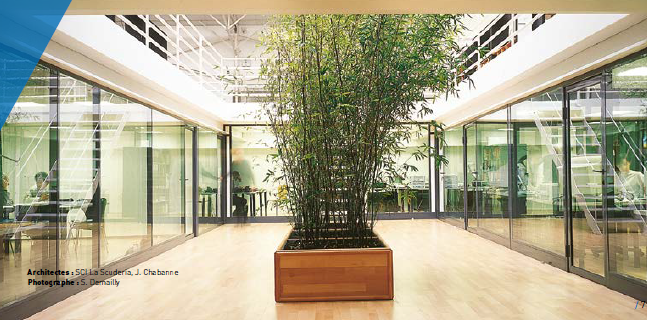 Architectes : SCI La Scuderia, J. Chabanne
Photographe : S. Demailly